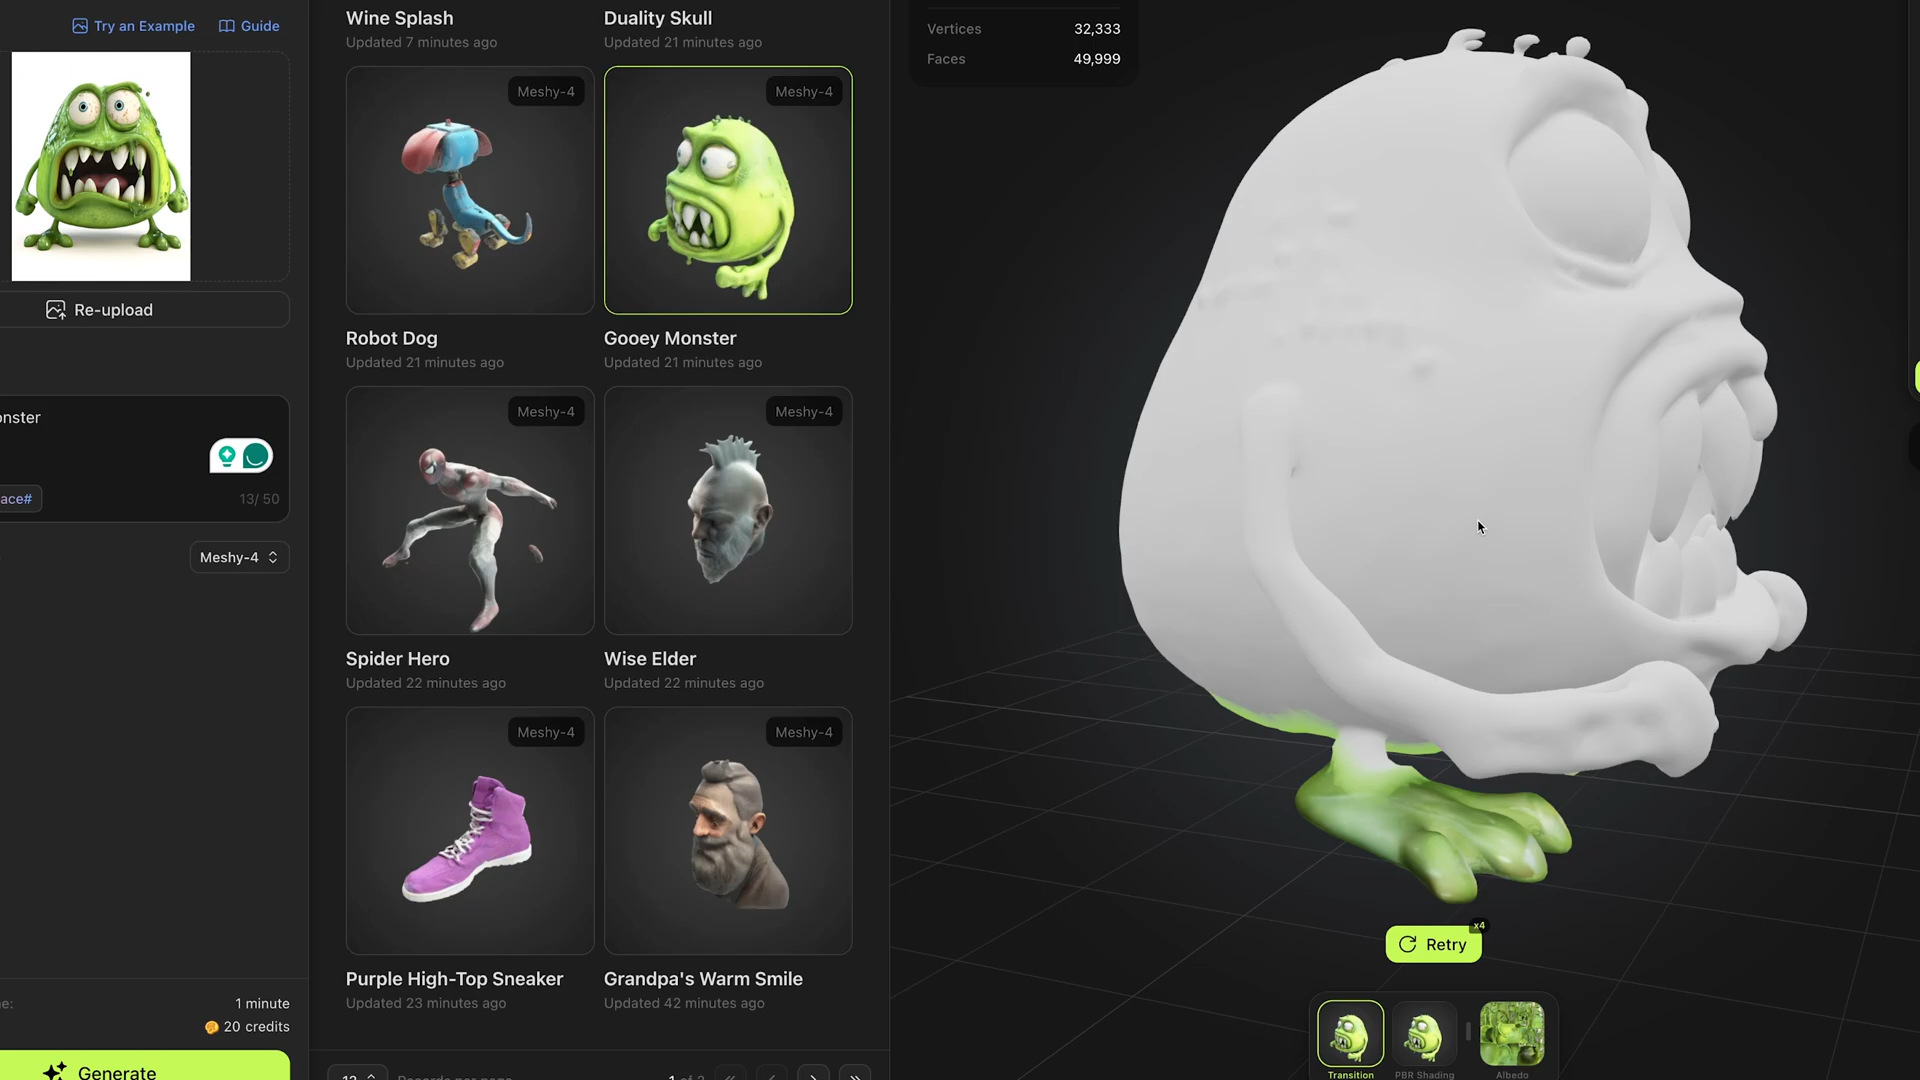 Try an Example
Guide
Re-upload
onster
ace#
13/ 50
Meshy-4
1 minute
20 credits
Generate
Wine Splash
Updated 7 minutes ago
Duality Skull
Updated 21 minutes ago
Meshy-4
Robot Dog
Updated 21 minutes ago
Meshy-4
Gooey Monster
Updated 21 minutes ago
Meshy-4
Spider Hero
Updated 22 minutes ago
Meshy-4
Wise Elder
Updated 22 minutes ago
Meshy-4
Purple High-Top Sneaker
Updated 23 minutes ago
Meshy-4
Grandpa's Warm Smile
Updated 42 minutes ago
Vertices 32,333
Faces 49,999
x4
Retry
Transition
PBR Shading
Albedo